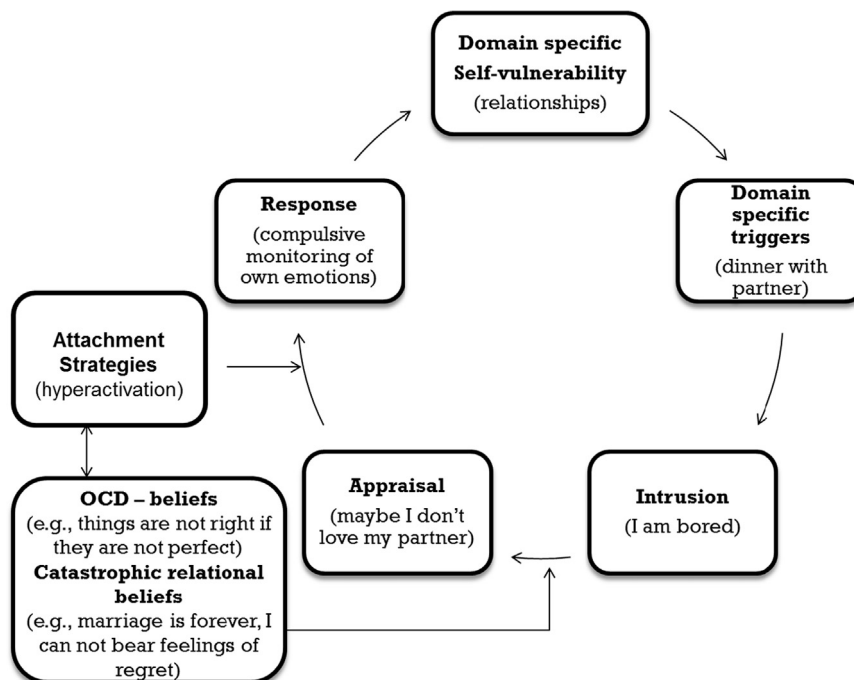 Domain specific
Self-vulnerability
(relationships)
Response
(compulsive
monitoring of
own emotions)
Domain
specific
triggers
(dinner with
partner)
Attachment
Strategies
(hyperactivation)
Appraisal
(maybe I don't
love my partner)
Intrusion
(I am bored)
OCD – beliefs
(e.g., things are not right if
they are not perfect)
Catastrophic relational
beliefs
(e.g., marriage is forever, I
can not bear feelings of
regret)